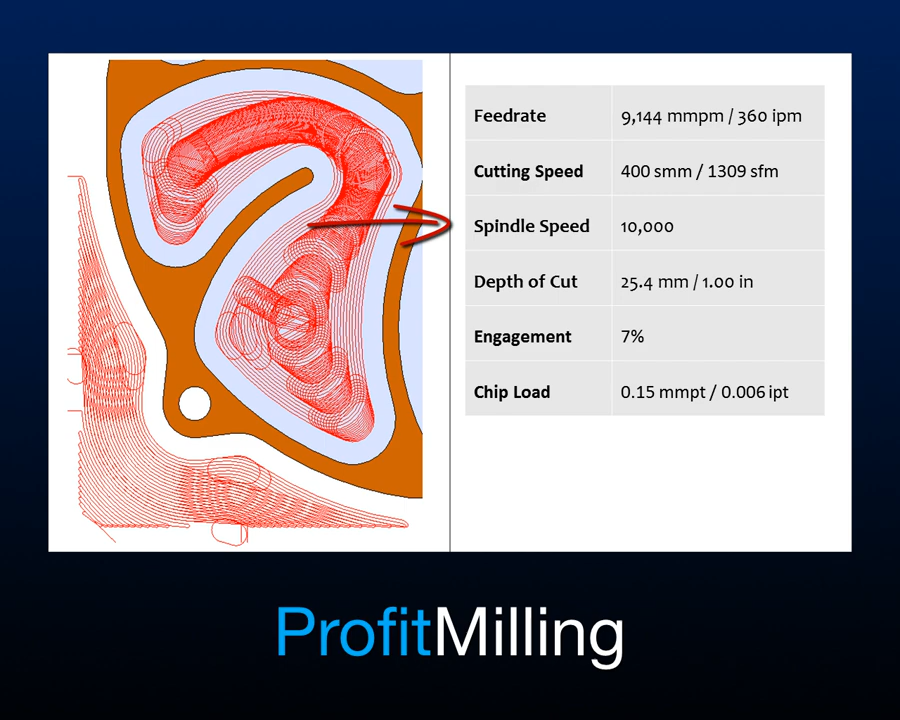 Feedrate 9,144 mmpm / 360 ipm
Cutting Speed 400 smm / 1309 sfm
Spindle Speed 10,000
Depth of Cut 25.4 mm / 1.00 in
Engagement 7%
Chip Load 0.15 mmpt / 0.006 ipt
ProfitMilling